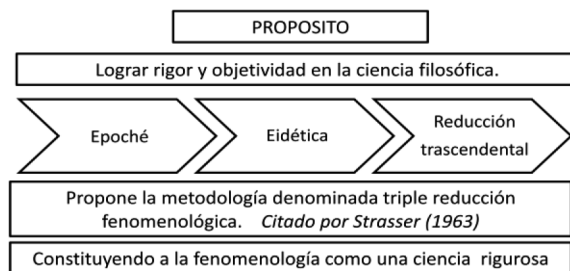 PROPOSITO
Lograr rigor y objetividad en la ciencia filosófica.
Epoché
Eidética
Reducción
trascendental
Propone la metodología denominada triple reducción
fenomenológica. Citado por Strasser (1963)
Constituyendo a la fenomenología como una ciencia rigurosa